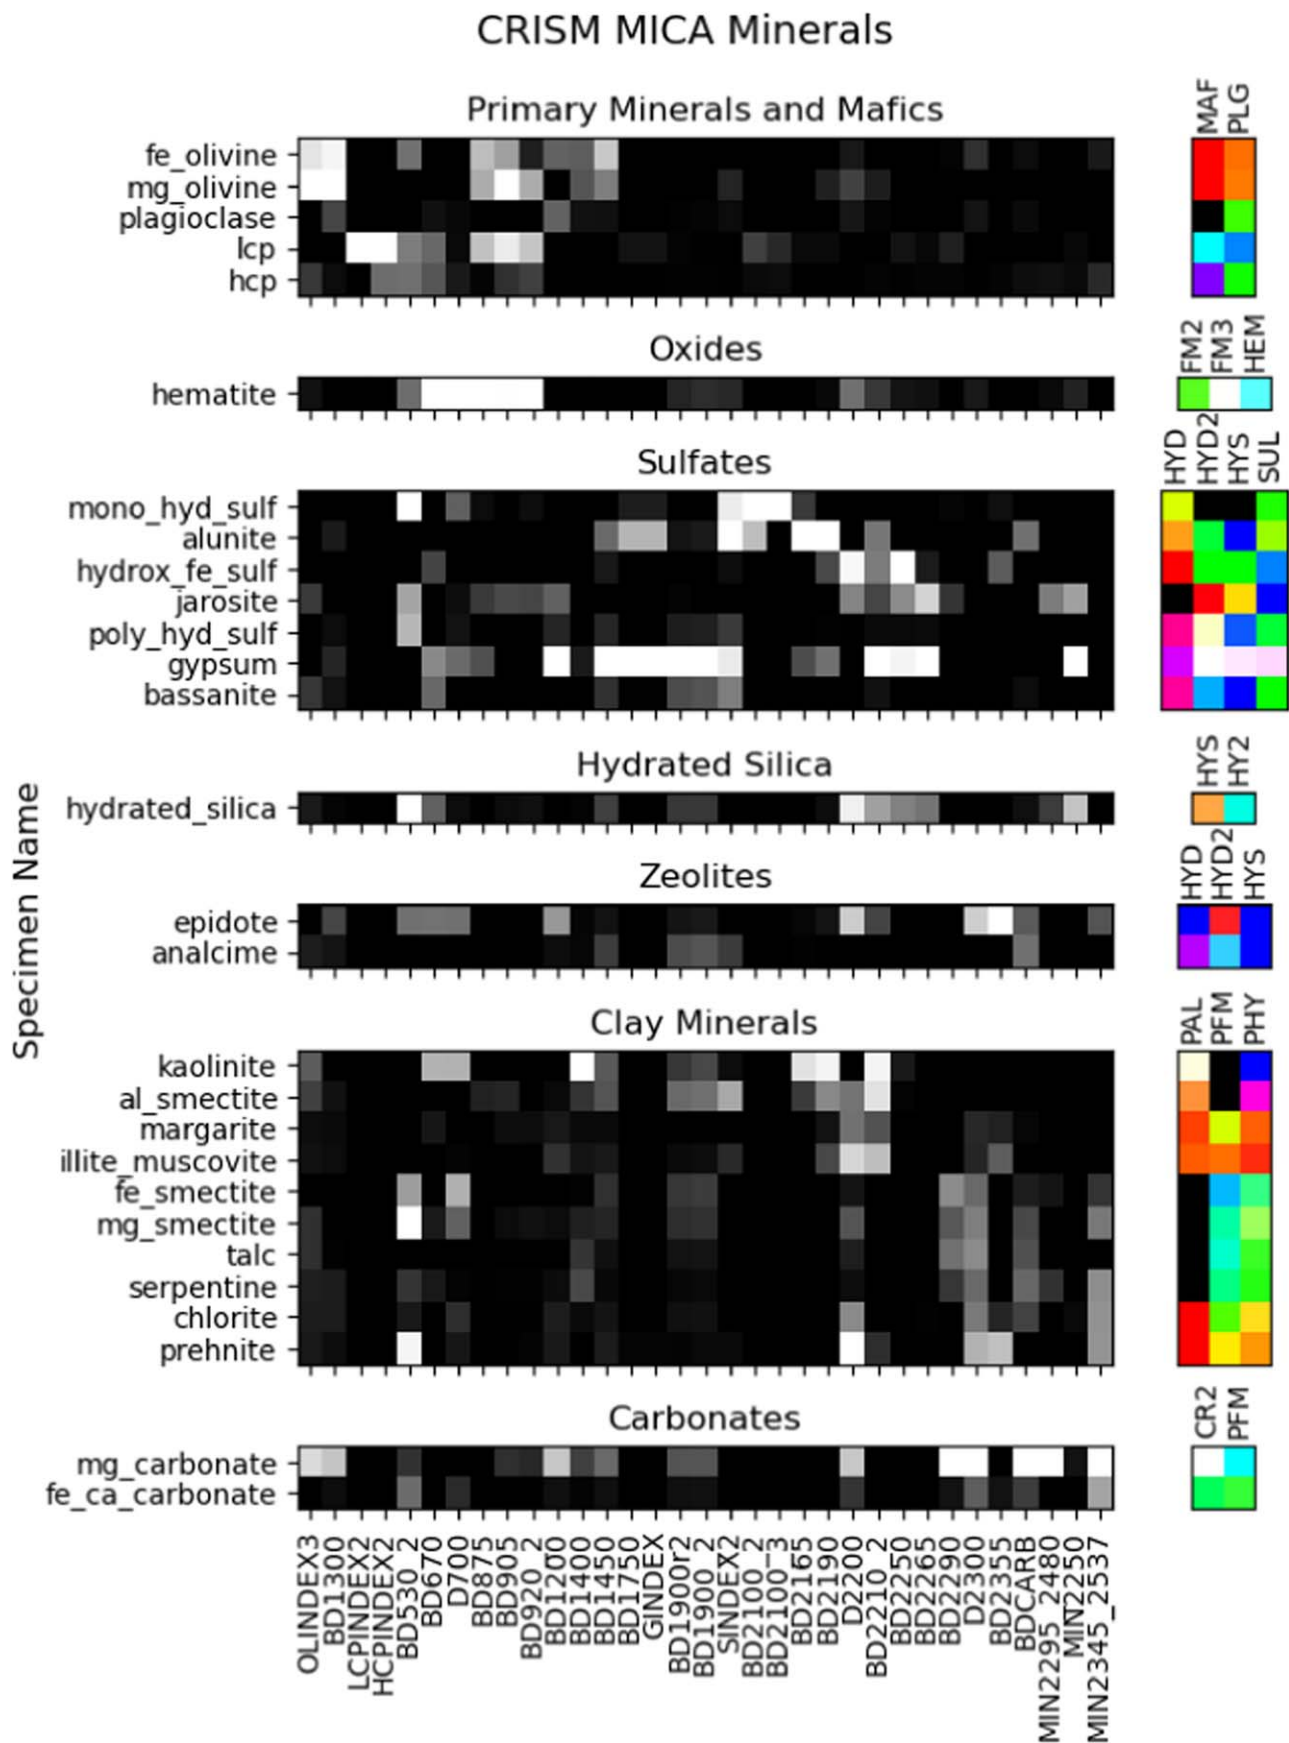 CRISM MICA Minerals
Primary Minerals and Mafics
MAF
PLG
fe_olivine
mg_olivine
plagioclase
lcp
hcp
Oxides
FM2
FM3
HEM
hematite
Sulfates
HYD
HYD2
HYS
SUL
mono_hyd_sulf
alunite
hydrox_fe_sulf
jarosite
poly_hyd_sulf
gypsum
bassanite
Hydrated Silica
HYS
HY2
hydrated_silica
Zeolites
HYD
HYD2
HYS
epidote
analcime
Specimen Name
Clay Minerals
PAL
PFM
PHY
kaolinite
al_smectite
margarite
illite_muscovite
fe_smectite
mg_smectite
talc
serpentine
chlorite
prehnite
Carbonates
CR2
PFM
mg_carbonate
fe_ca_carbonate
OLINDEX3
BD1300
LCPINDEX2
HCPINDEX2
BD530_2
BD670
D700
BD875
BD905
BD920_2
BD1200
BD1400
BD1450
BD1750
GINDEX
BD1900r2
BD1900_2
SINDEX2
BD2100_2
BD2100_3
BD2165
BD2190
D2200
BD2210_2
BD2250
BD2265
BD2290
D2300
BD2355
BDCARB
MIN2295_2480
MIN2250
MIN2345_2537